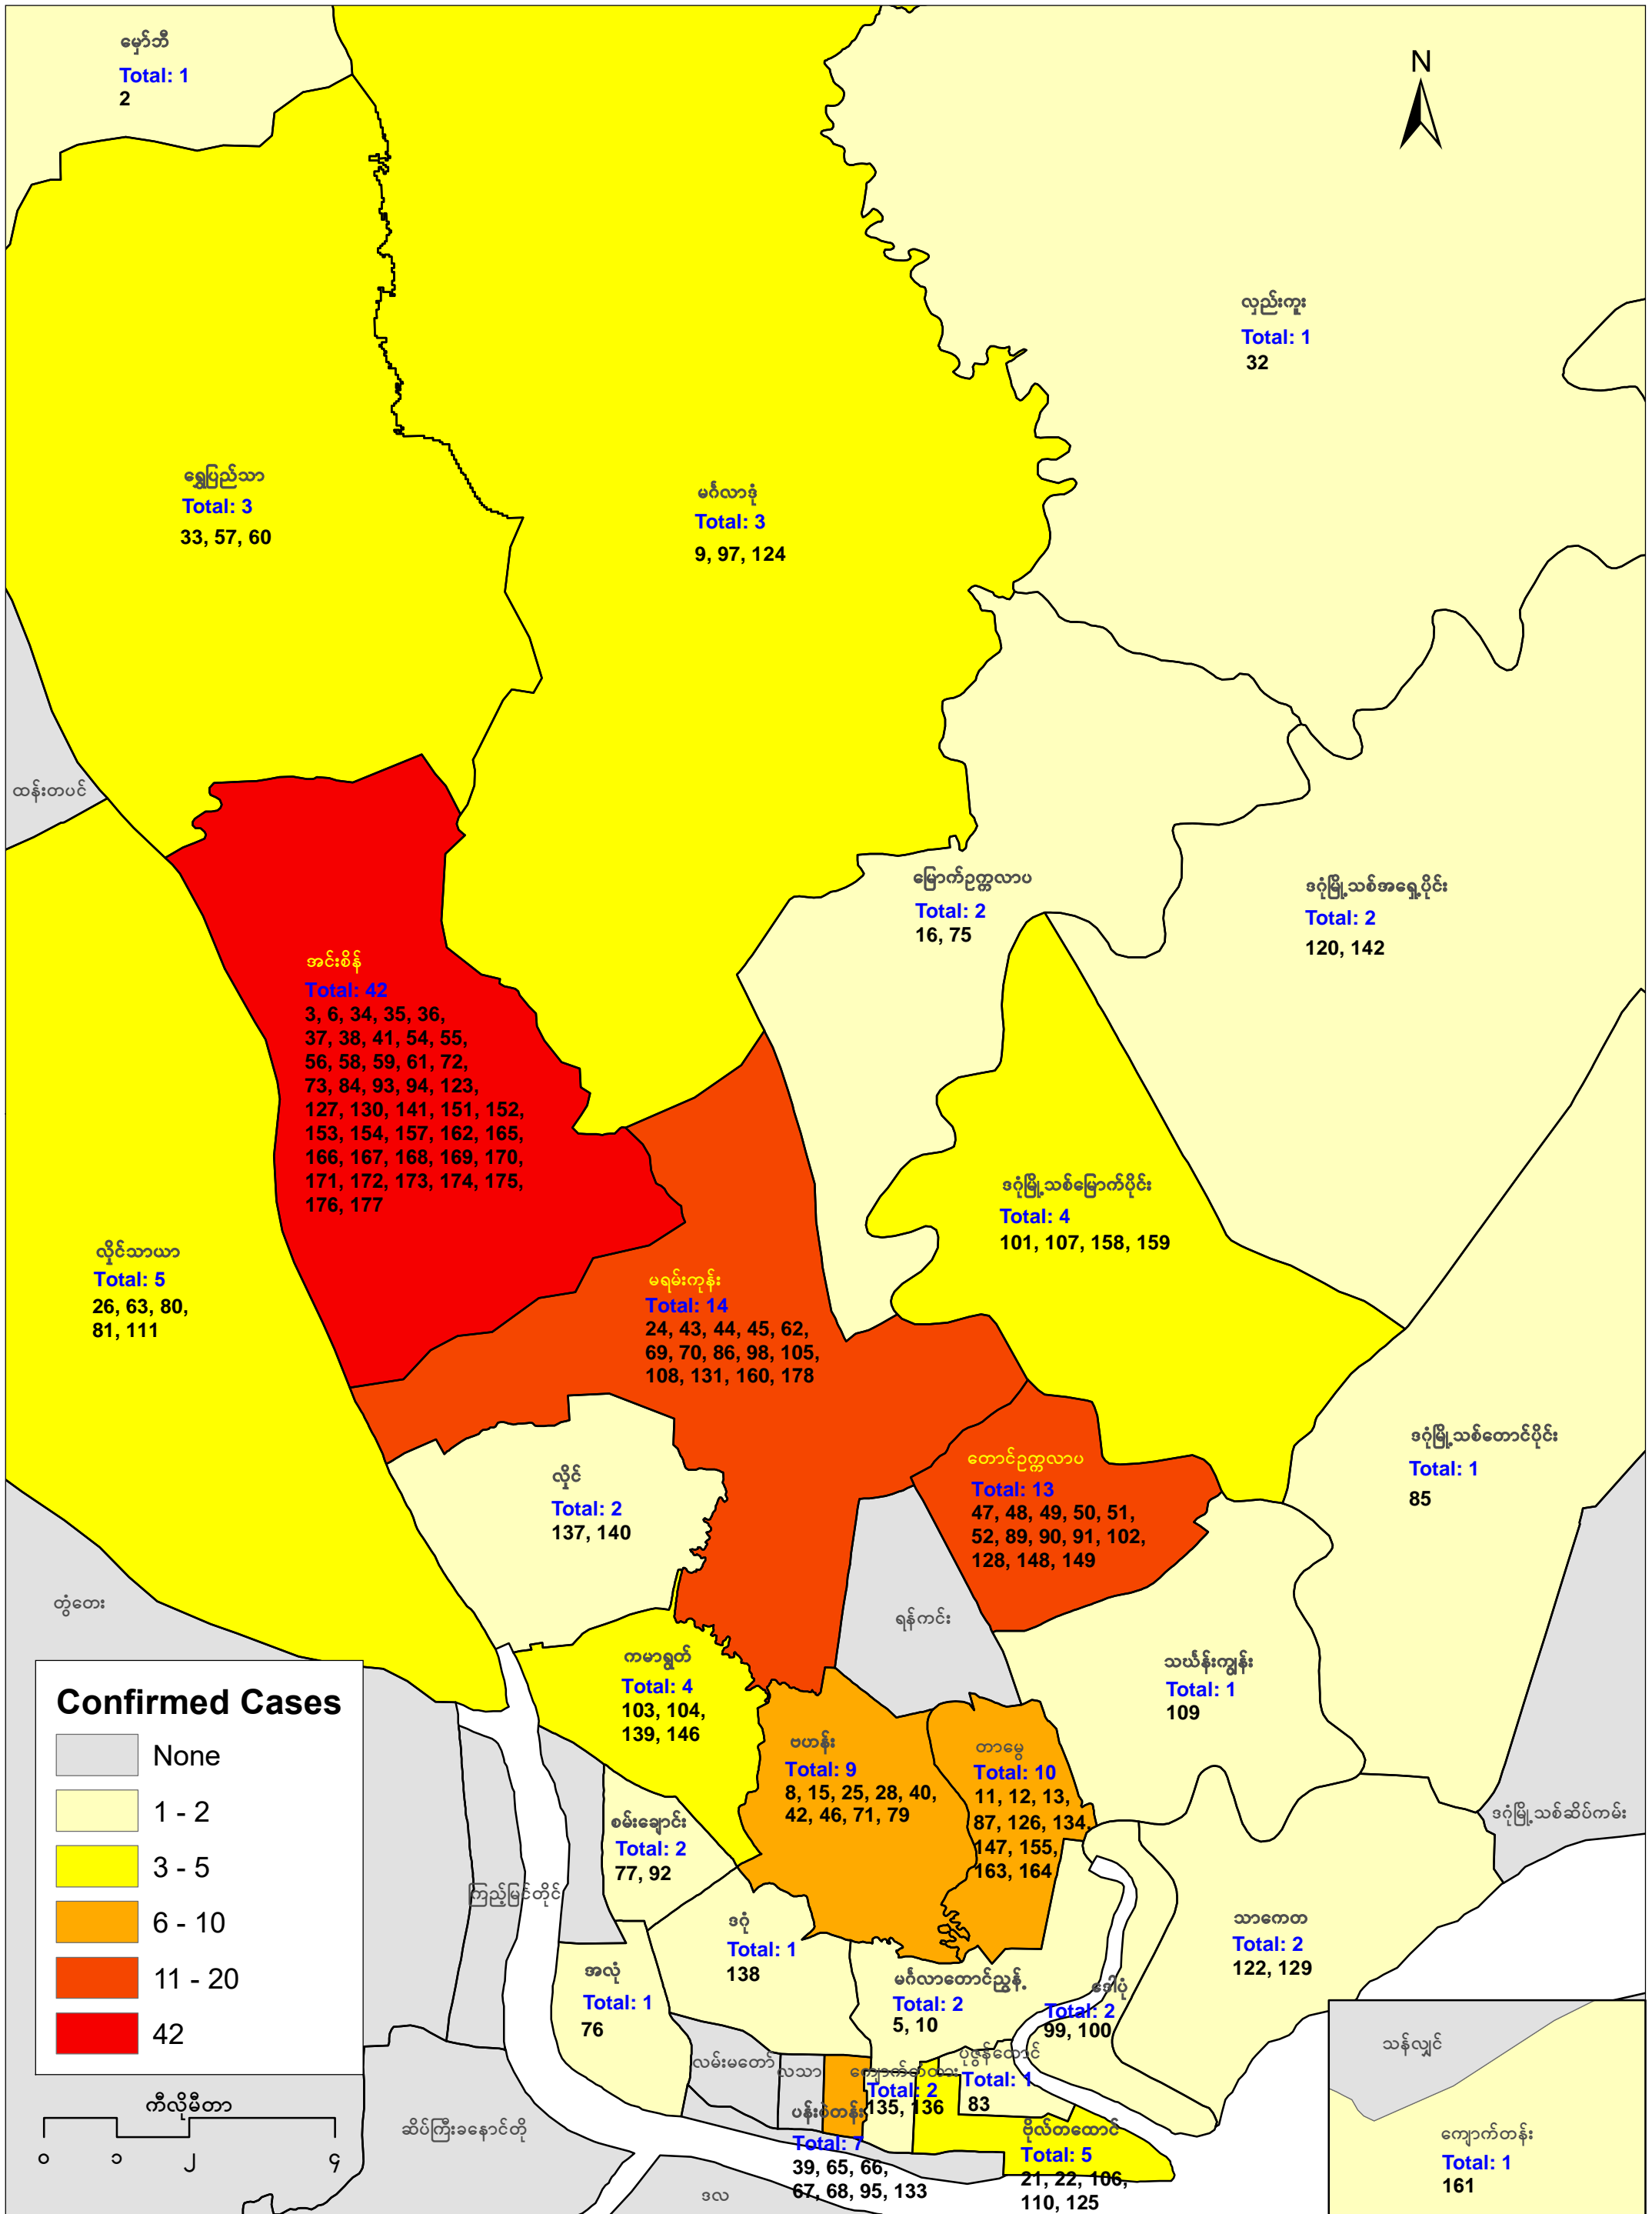 မှော်ဘီ
Total: 1
2
N
လှည်းကူး
Total: 1
32
ရွှေပြည်သာ
Total: 3
33, 57, 60
မင်္ဂလာဒုံ
Total: 3
9, 97, 124
ထန်းတပင်
မြောက်ဥက္ကလာပ
Total: 2
16, 75
ဒဂုံမြို့သစ်အရှေ့ပိုင်း
Total: 2
120, 142
အင်းစိန်
Total: 42
3, 6, 34, 35, 36,
37, 38, 41, 54, 55,
56, 58, 59, 61, 72,
73, 84, 93, 94, 123,
127, 130, 141, 151, 152,
153, 154, 157, 162, 165,
166, 167, 168, 169, 170,
171, 172, 173, 174, 175,
176, 177
ဒဂုံမြို့သစ်မြောက်ပိုင်း
Total: 4
101, 107, 158, 159
လှိုင်သာယာ
Total: 5
26, 63, 80,
81, 111
မရမ်းကုန်း
Total: 14
24, 43, 44, 45, 62,
69, 70, 86, 98, 105,
108, 131, 160, 178
ဒဂုံမြို့သစ်တောင်ပိုင်း
Total: 1
85
လှိုင်
Total: 2
137, 140
တောင်ဥက္ကလာပ
Total: 13
47, 48, 49, 50, 51,
52, 89, 90, 91, 102,
128, 148, 149
တွံတေး
ရန်ကင်း
ကမာရွတ်
Total: 4
103, 104,
139, 146
သင်္ဃန်းကျွန်း
Total: 1
109
ဗဟန်း
Total: 9
8, 15, 25, 28, 40,
42, 46, 71, 79
တာမွေ
Total: 10
11, 12, 13,
87, 126, 134,
147, 155,
163, 164
ဒဂုံမြို့သစ်ဆိပ်ကမ်း
စမ်းချောင်း
Total: 2
77, 92
ကြည့်မြင်တိုင်
ဒဂုံ
Total: 1
138
သာကေတ
Total: 2
122, 129
အလုံ
Total: 1
76
မင်္ဂလာတောင်ညွန့်
Total: 2
5, 10
ဒေါပုံ
Total: 2
99, 100
လမ်းမတော်
လသာ
ကျောက်တံတား
Total: 2
135, 136
ပုဇွန်တောင်
Total: 1
83
ပန်းဘဲတန်း
Total: 7
39, 65, 66,
67, 68, 95, 133
ဗိုလ်တထောင်
Total: 5
21, 22, 106,
110, 125
ဆိပ်ကြီးခနောင်တို
ဒလ
သန်လျှင်
ကျောက်တန်း
Total: 1
161
Confirmed Cases
None
1 - 2
3 - 5
6 - 10
11 - 20
42
ကီလိုမီတာ
၀ ၁ ၂ ၄